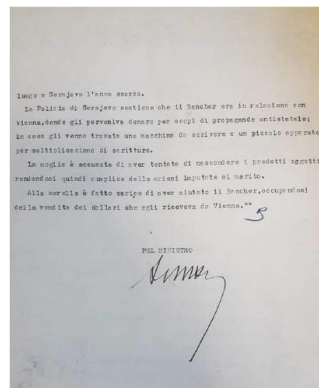 luogo a Serajevo l'anno scorso.
La Polizia di Serajevo sostiene che il Bancher era in relazione con
Vienna,donde gli perveniva denaro per scopi di propaganda antistatale;
in casa gli venne trovata una macchina da scrivere e un piccolo apparato
per moltiplicazione di scritture.
La moglie è accusata di aver tentato di nascondere i predetti oggetti
rendendosi quindi complice delle azioni imputate al marito.
Alla sorella è fatto carico di aver aiutato il Bancher,occupandosi
della vendita dei dollari che egli riceveva da Vienna.""
PEL MINISTRO